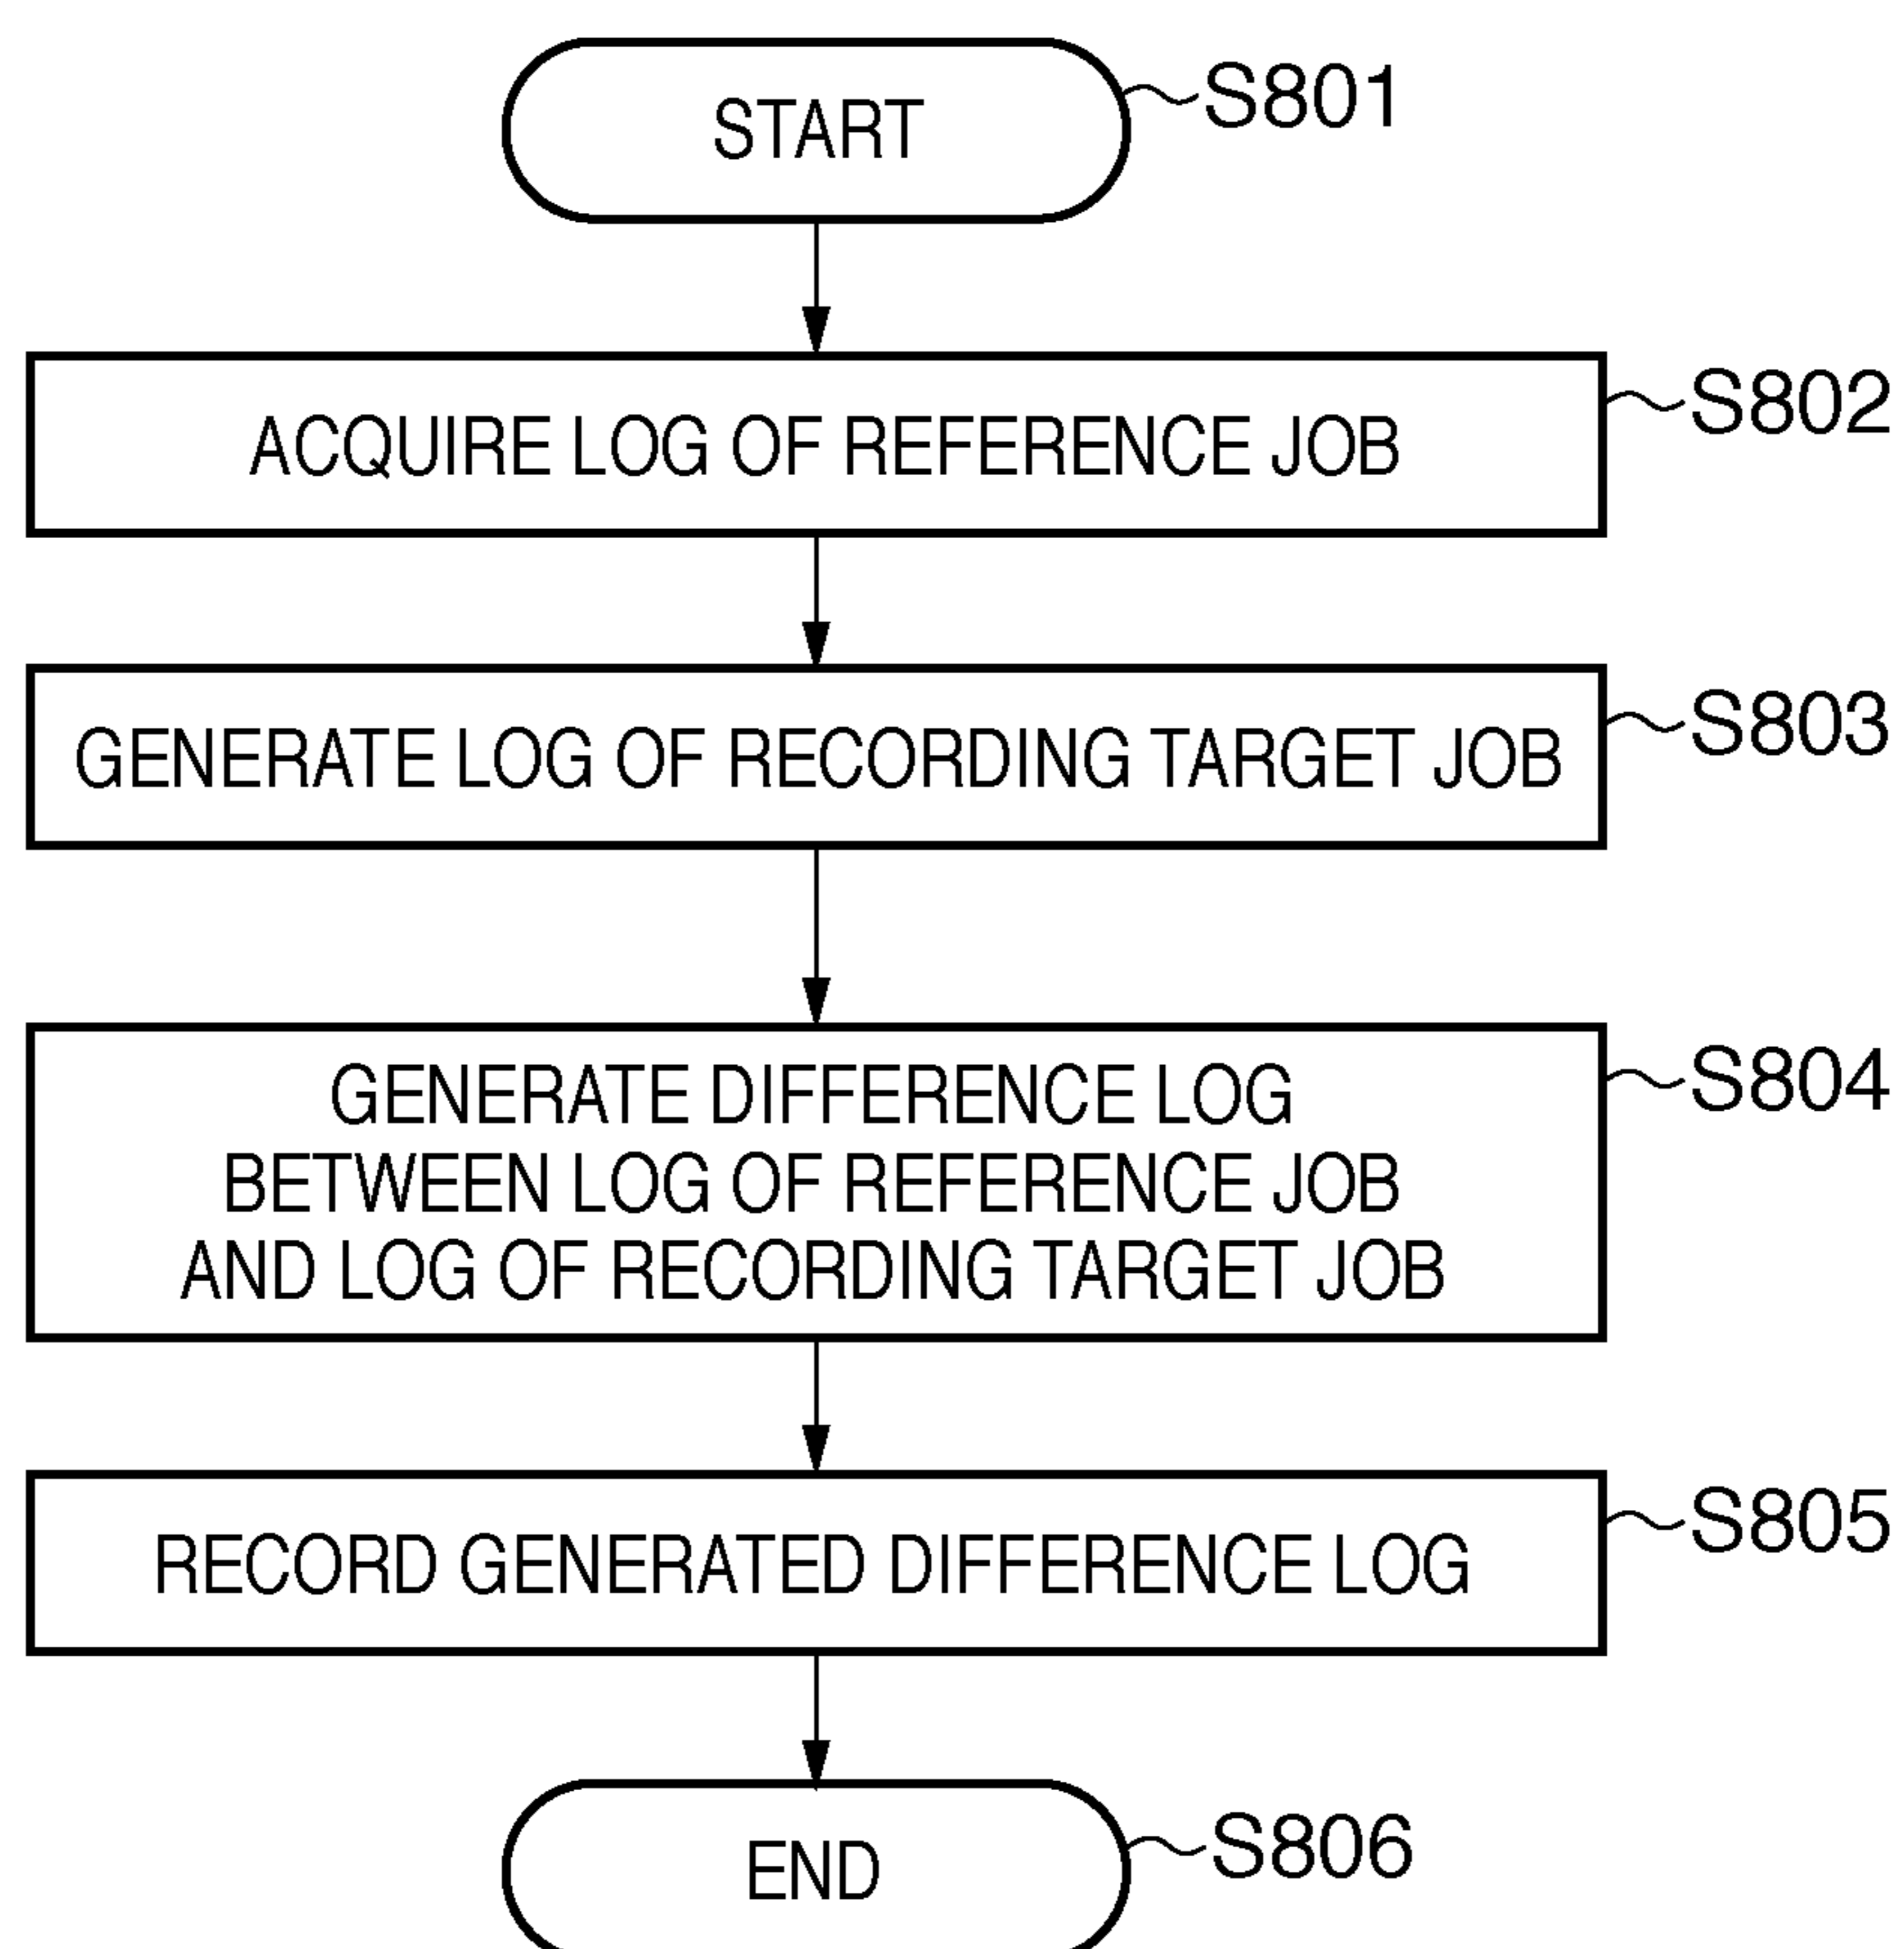 START
S801
ACQUIRE LOG OF REFERENCE JOB
S802
GENERATE LOG OF RECORDING TARGET JOB
S803
GENERATE DIFFERENCE LOG
BETWEEN LOG OF REFERENCE JOB
AND LOG OF RECORDING TARGET JOB
S804
RECORD GENERATED DIFFERENCE LOG
S805
END
S806